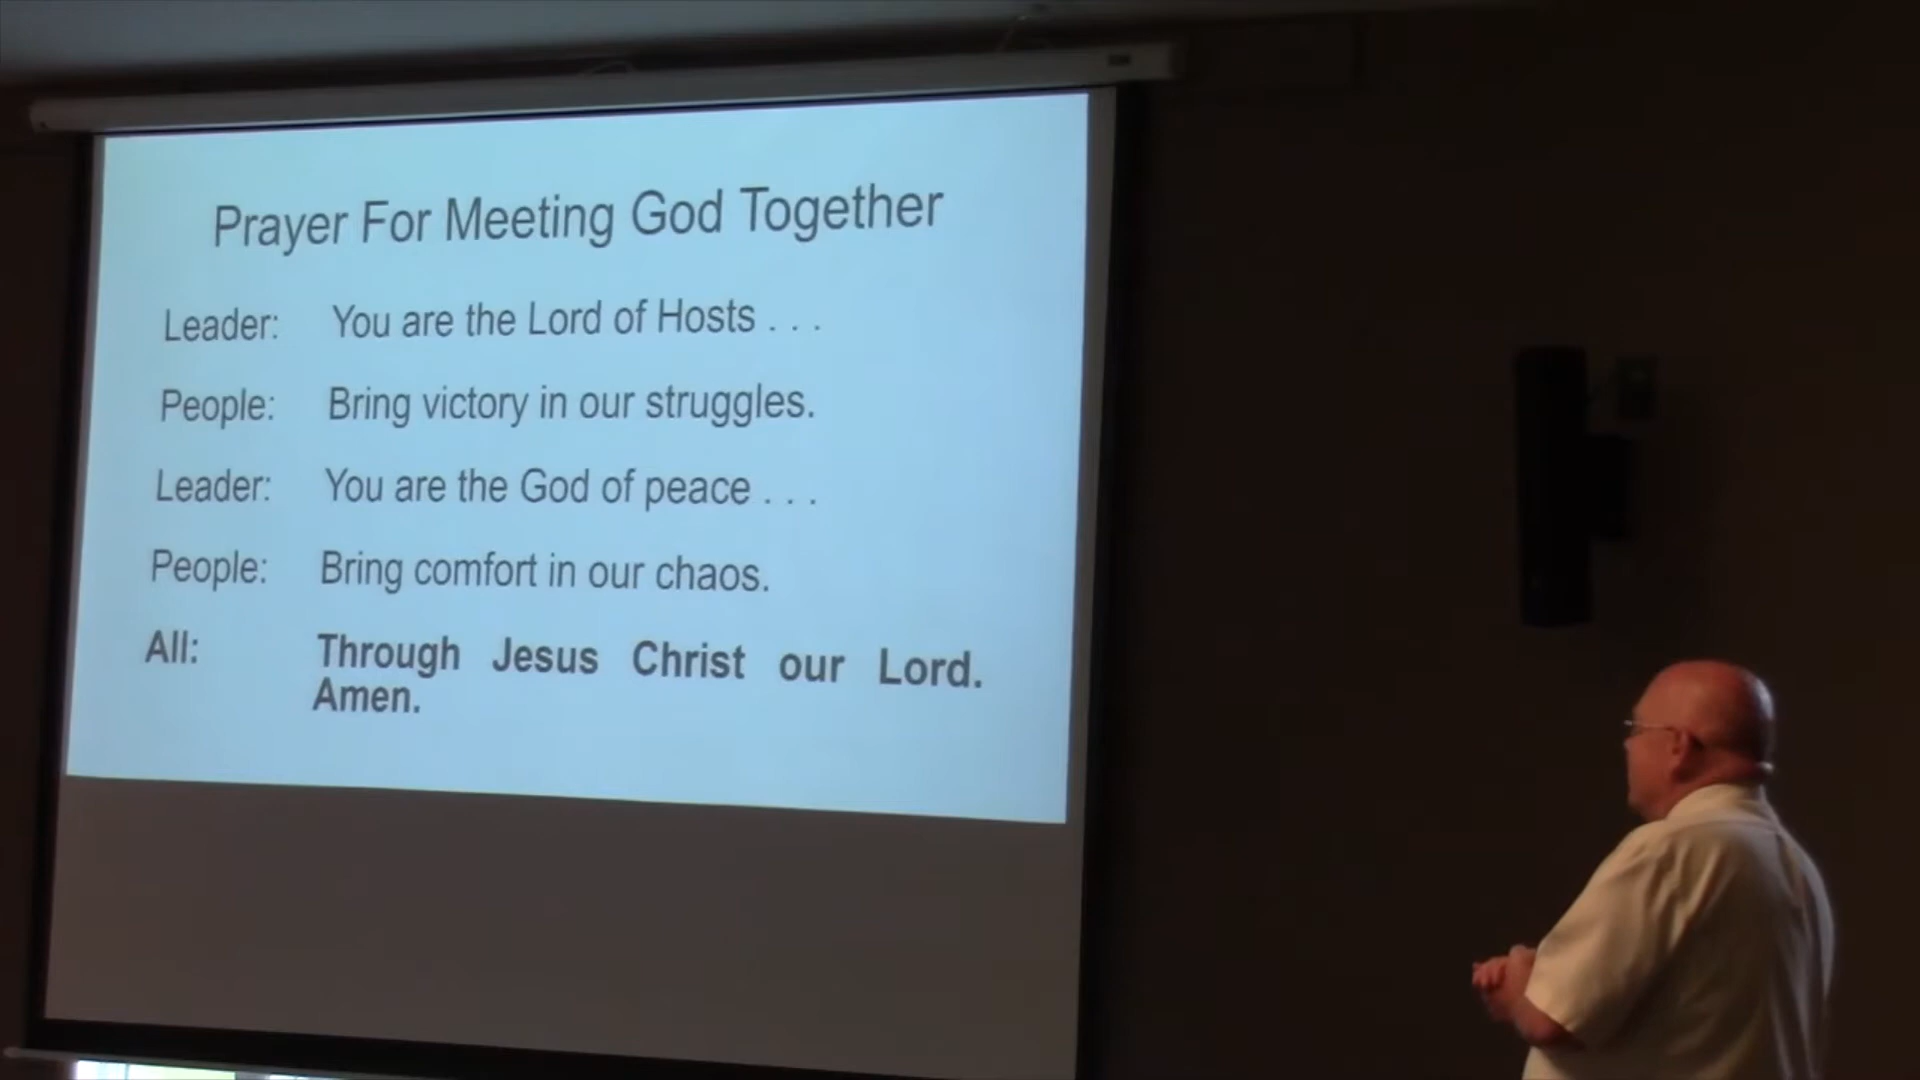 Prayer For Meeting God Together
Leader: You are the Lord of Hosts . . .
People: Bring victory in our struggles.
Leader: You are the God of peace . . .
People: Bring comfort in our chaos.
All: Through Jesus Christ our Lord.
Amen.